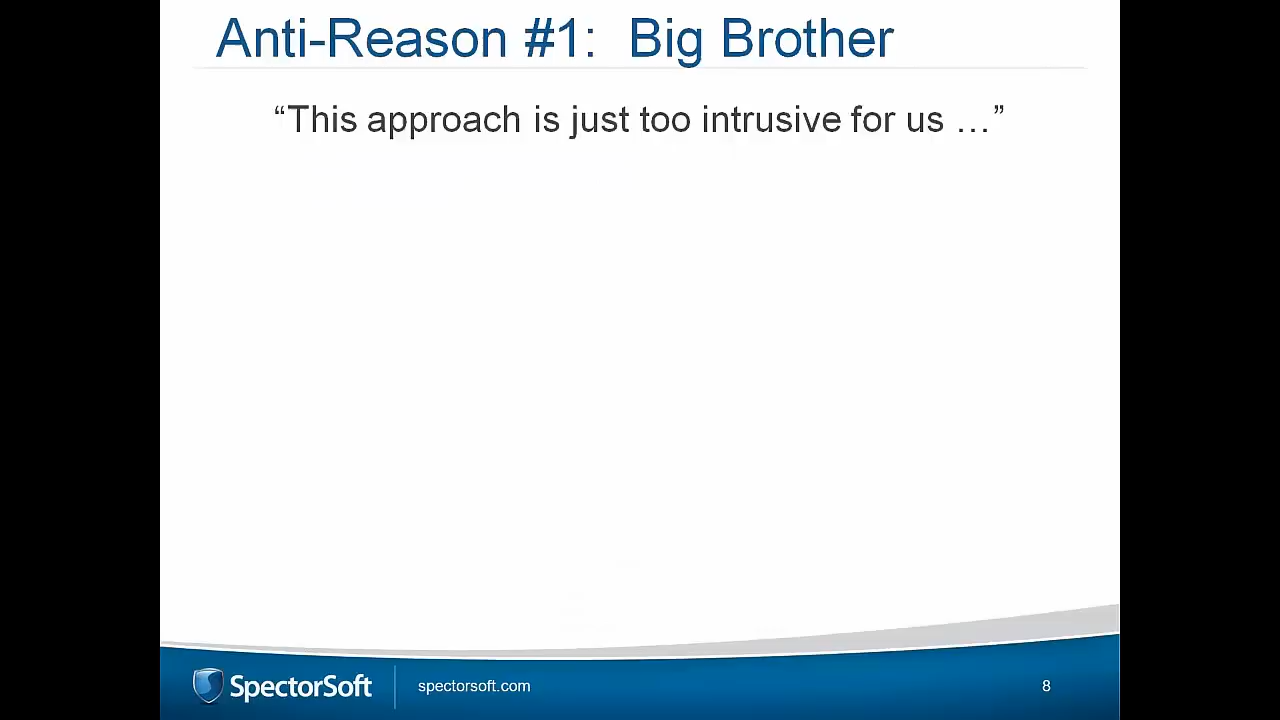 Anti-Reason #1: Big Brother
“This approach is just too intrusive for us …”
SpectorSoft
spectorsoft.com
8